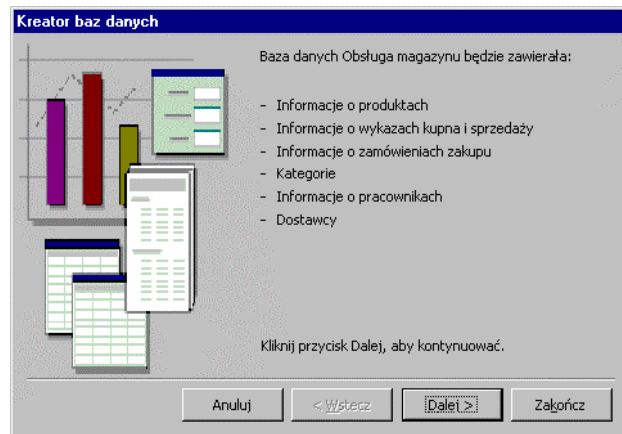 Kreator baz danych
Baza danych Obsługa magazynu będzie zawierała:
- Informacje o produktach
- Informacje o wykazach kupna i sprzedaży
- Informacje o zamówieniach zakupu
- Kategorie
- Informacje o pracownikach
- Dostawcy
Kliknij przycisk Dalej, aby kontynuować.
Anuluj
< Wstecz
Dalej >
Zakończ